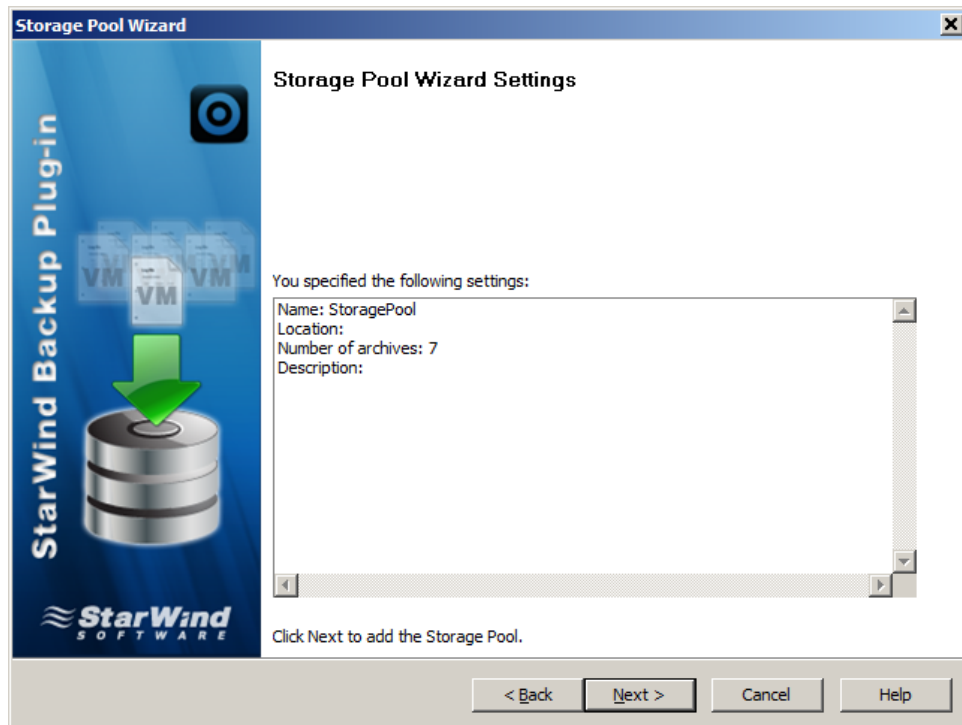 Storage Pool Wizard
StarWind Backup Plug-in
VM
VM
VM
StarWind
SOFTWARE
Storage Pool Wizard Settings
You specified the following settings:
Name: StoragePool
Location:
Number of archives: 7
Description:
Click Next to add the Storage Pool.
< Back
Next >
Cancel
Help